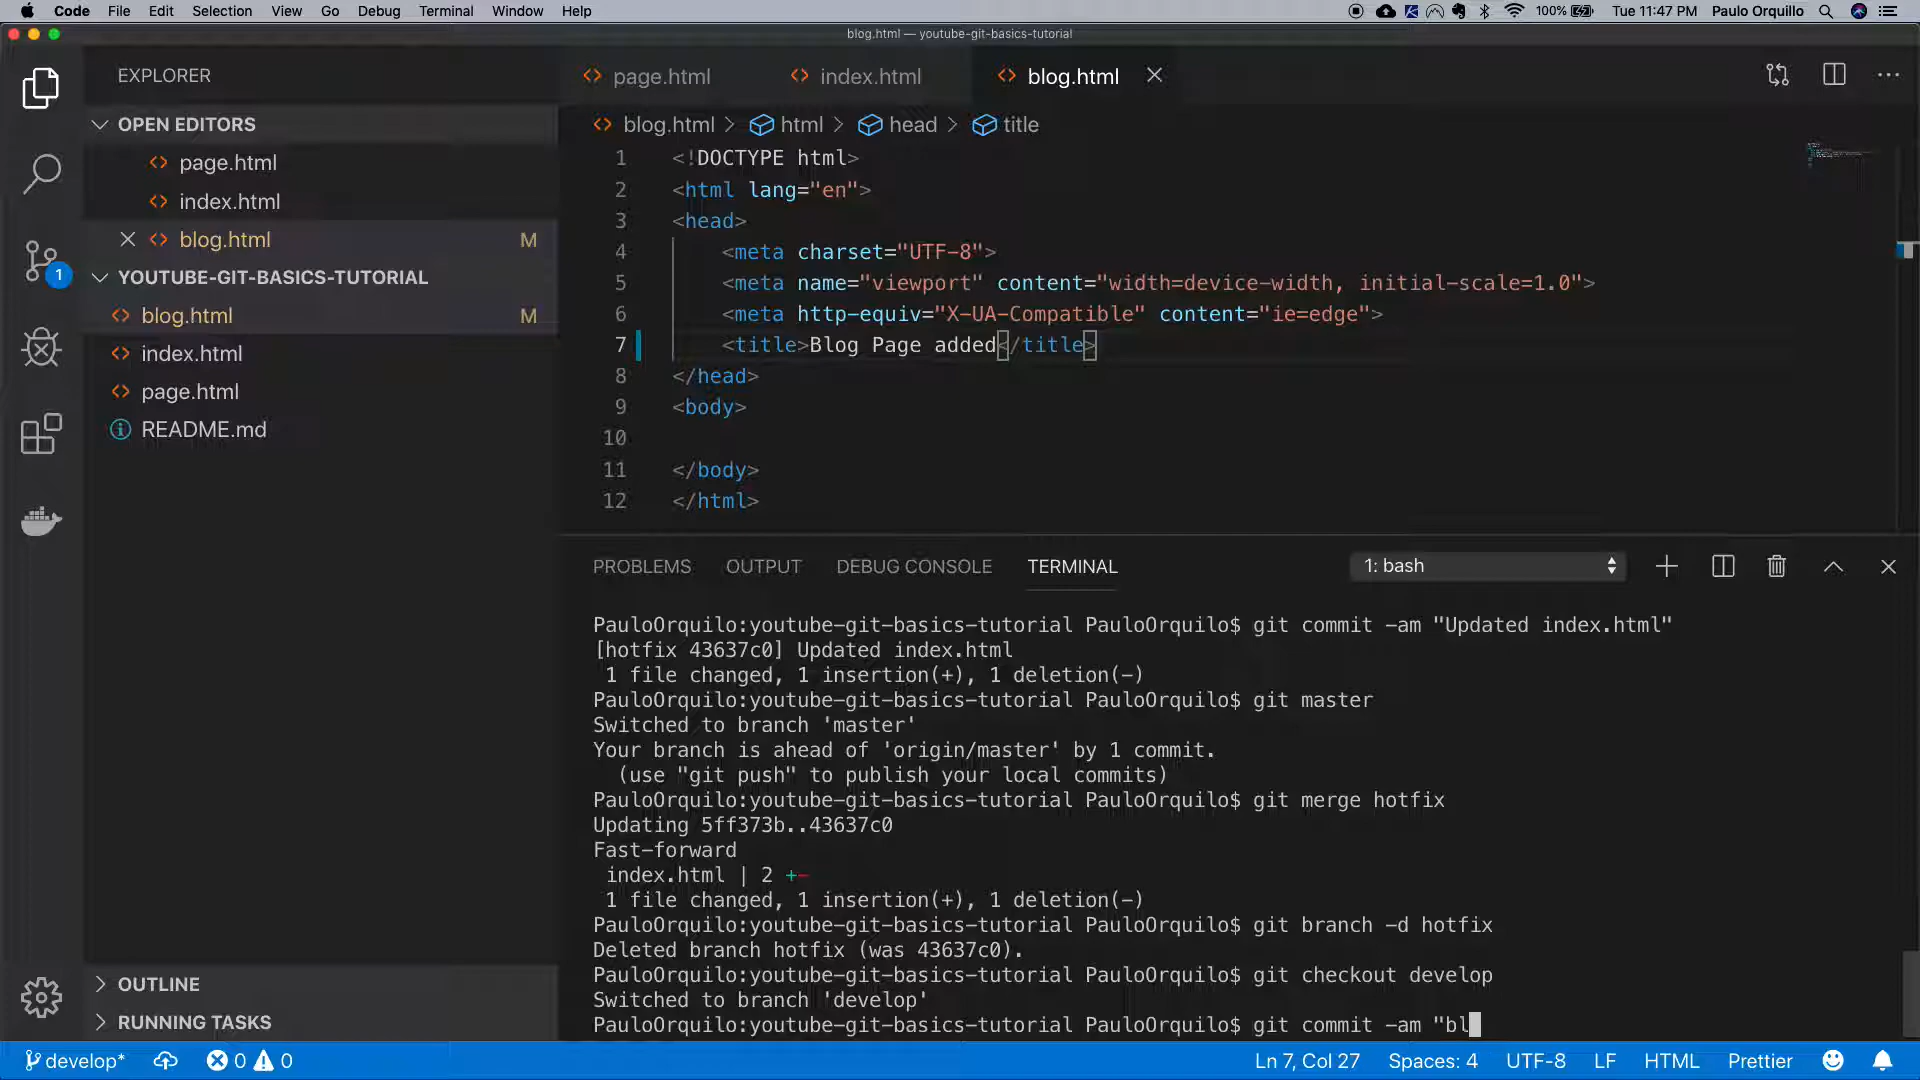 Code File Edit Selection View Go Debug Terminal Window Help 100% Tue 11:47 PM Paulo Orquillo
blog.html — youtube-git-basics-tutorial
EXPLORER
OPEN EDITORS
page.html
index.html
blog.html M
1
YOUTUBE-GIT-BASICS-TUTORIAL
blog.html M
index.html
page.html
README.md
OUTLINE
RUNNING TASKS
page.html index.html blog.html
blog.html > html > head > title
1 <!DOCTYPE html>
2 <html lang="en">
3 <head>
4 <meta charset="UTF-8">
5 <meta name="viewport" content="width=device-width, initial-scale=1.0">
6 <meta http-equiv="X-UA-Compatible" content="ie=edge">
7 <title>Blog Page added</title>
8 </head>
9 <body>
10
11 </body>
12 </html>
PROBLEMS OUTPUT DEBUG CONSOLE TERMINAL 1: bash
PauloOrquilo:youtube-git-basics-tutorial PauloOrquilo$ git commit -am "Updated index.html"
[hotfix 43637c0] Updated index.html
1 file changed, 1 insertion(+), 1 deletion(-)
PauloOrquilo:youtube-git-basics-tutorial PauloOrquilo$ git master
Switched to branch 'master'
Your branch is ahead of 'origin/master' by 1 commit.
(use "git push" to publish your local commits)
PauloOrquilo:youtube-git-basics-tutorial PauloOrquilo$ git merge hotfix
Updating 5ff373b..43637c0
Fast-forward
index.html | 2 +-
1 file changed, 1 insertion(+), 1 deletion(-)
PauloOrquilo:youtube-git-basics-tutorial PauloOrquilo$ git branch -d hotfix
Deleted branch hotfix (was 43637c0).
PauloOrquilo:youtube-git-basics-tutorial PauloOrquilo$ git checkout develop
Switched to branch 'develop'
PauloOrquilo:youtube-git-basics-tutorial PauloOrquilo$ git commit -am "bl
develop* 0 0 Ln 7, Col 27 Spaces: 4 UTF-8 LF HTML Prettier